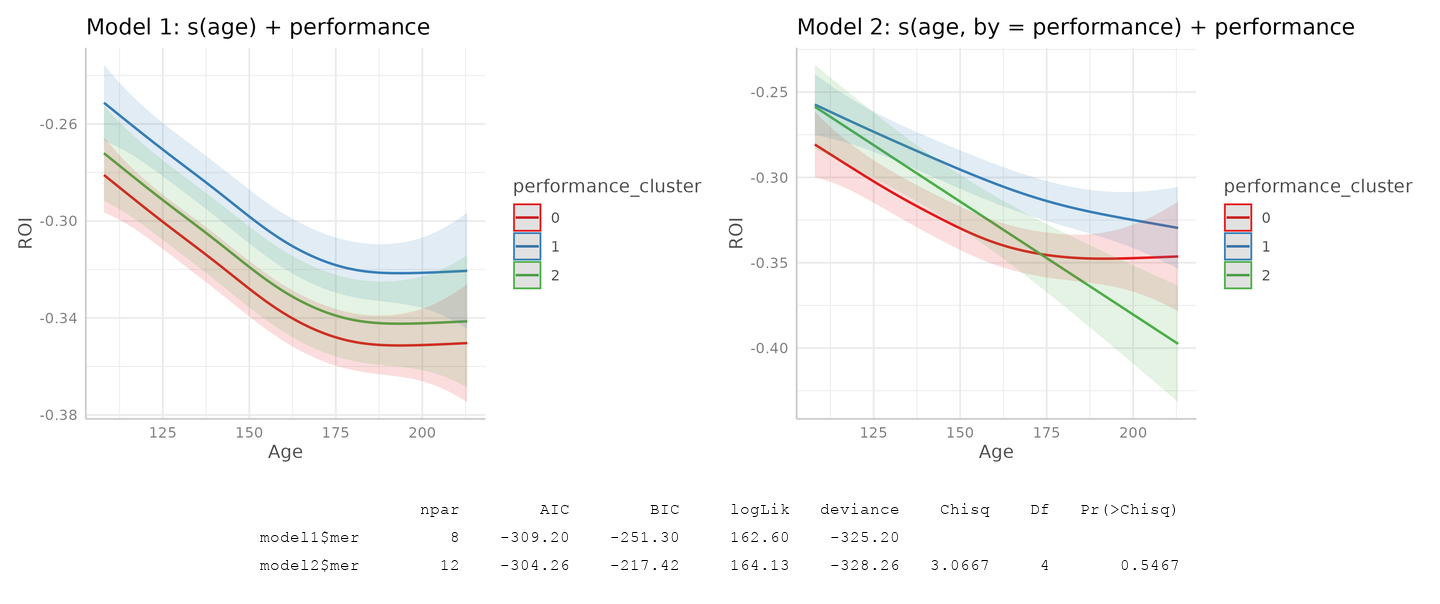 Model 1: s(age) + performance
-0.26
-0.30
-0.34
-0.38
125 150 175 200
Age
ROI
performance_cluster
0
1
2
Model 2: s(age, by = performance) + performance
-0.25
-0.30
-0.35
-0.40
125 150 175 200
Age
ROI
performance_cluster
0
1
2
npar AIC BIC logLik deviance Chisq Df Pr(>Chisq)
model1$mer 8 -309.20 -251.30 162.60 -325.20
model2$mer 12 -304.26 -217.42 164.13 -328.26 3.0667 4 0.5467